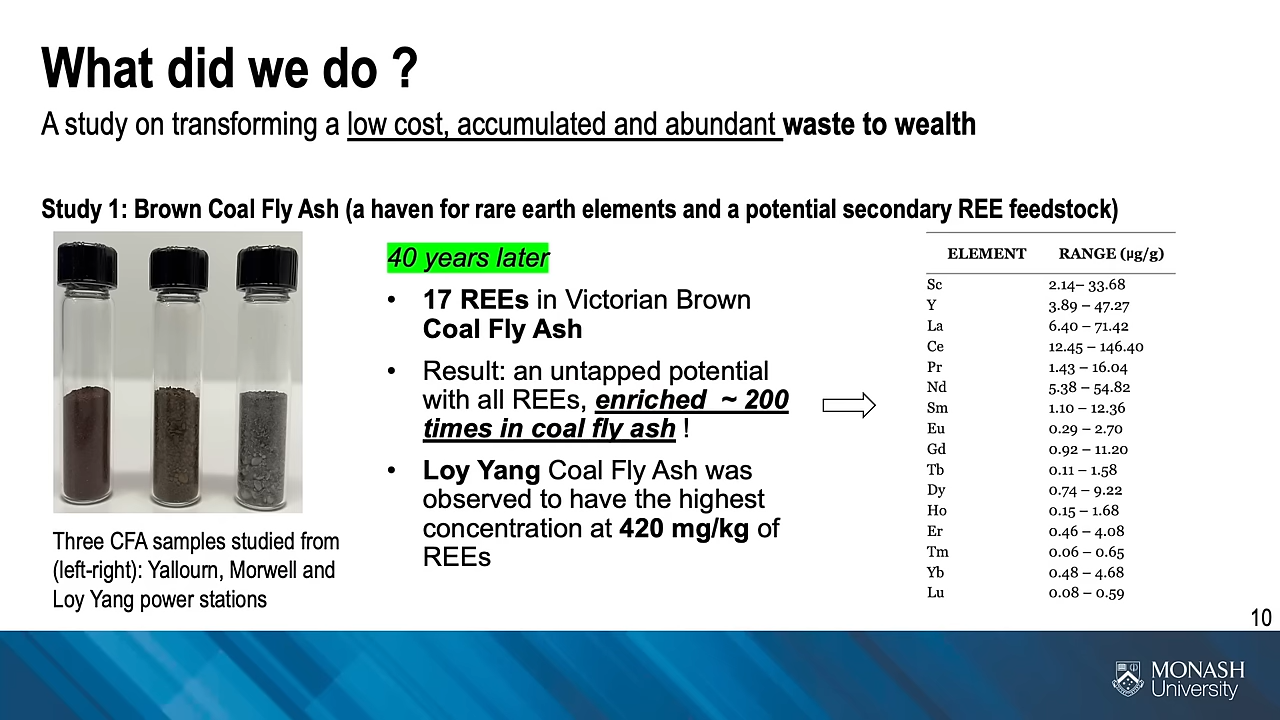 What did we do ?
A study on transforming a low cost, accumulated and abundant waste to wealth
Study 1: Brown Coal Fly Ash (a haven for rare earth elements and a potential secondary REE feedstock)
Three CFA samples studied from
(left-right): Yallourn, Morwell and
Loy Yang power stations
40 years later
• 17 REEs in Victorian Brown
Coal Fly Ash
• Result: an untapped potential
with all REEs, enriched ~ 200
times in coal fly ash !
• Loy Yang Coal Fly Ash was
observed to have the highest
concentration at 420 mg/kg of
REEs
ELEMENT RANGE (µg/g)
Sc 2.14– 33.68
Y 3.89 – 47.27
La 6.40 – 71.42
Ce 12.45 – 146.40
Pr 1.43 – 16.04
Nd 5.38 – 54.82
Sm 1.10 – 12.36
Eu 0.29 – 2.70
Gd 0.92 – 11.20
Tb 0.11 – 1.58
Dy 0.74 – 9.22
Ho 0.15 – 1.68
Er 0.46 – 4.08
Tm 0.06 – 0.65
Yb 0.48 – 4.68
Lu 0.08 – 0.59
10
MONASH
University